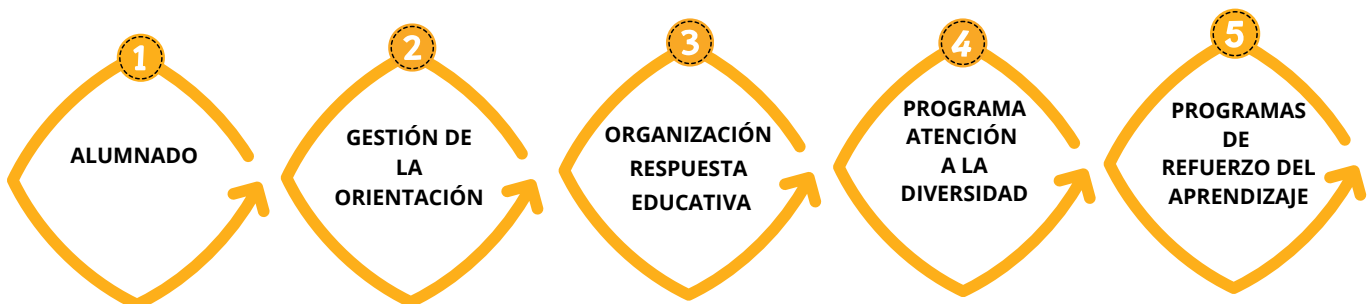 1
ALUMNADO
2
GESTIÓN DE
LA
ORIENTACIÓN
3
ORGANIZACIÓN
RESPUESTA
EDUCATIVA
4
PROGRAMA
ATENCIÓN
A LA
DIVERSIDAD
5
PROGRAMAS
DE
REFUERZO DEL
APRENDIZAJE